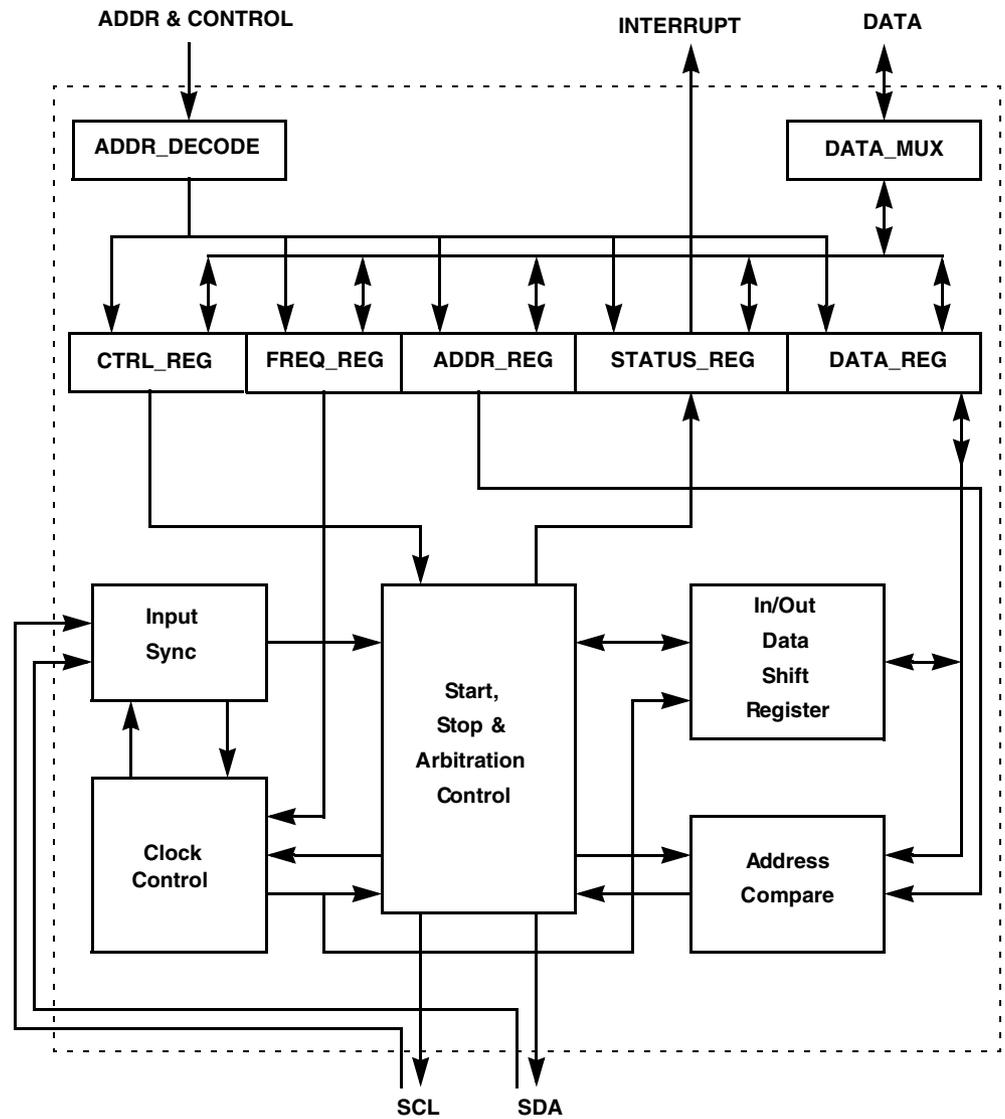 ADDR & CONTROL
INTERRUPT
DATA
ADDR_DECODE
DATA_MUX
CTRL_REG
FREQ_REG
ADDR_REG
STATUS_REG
DATA_REG
Input
Sync
Start,
Stop &
Arbitration
Control
In/Out
Data
Shift
Register
Clock
Control
Address
Compare
SCL
SDA